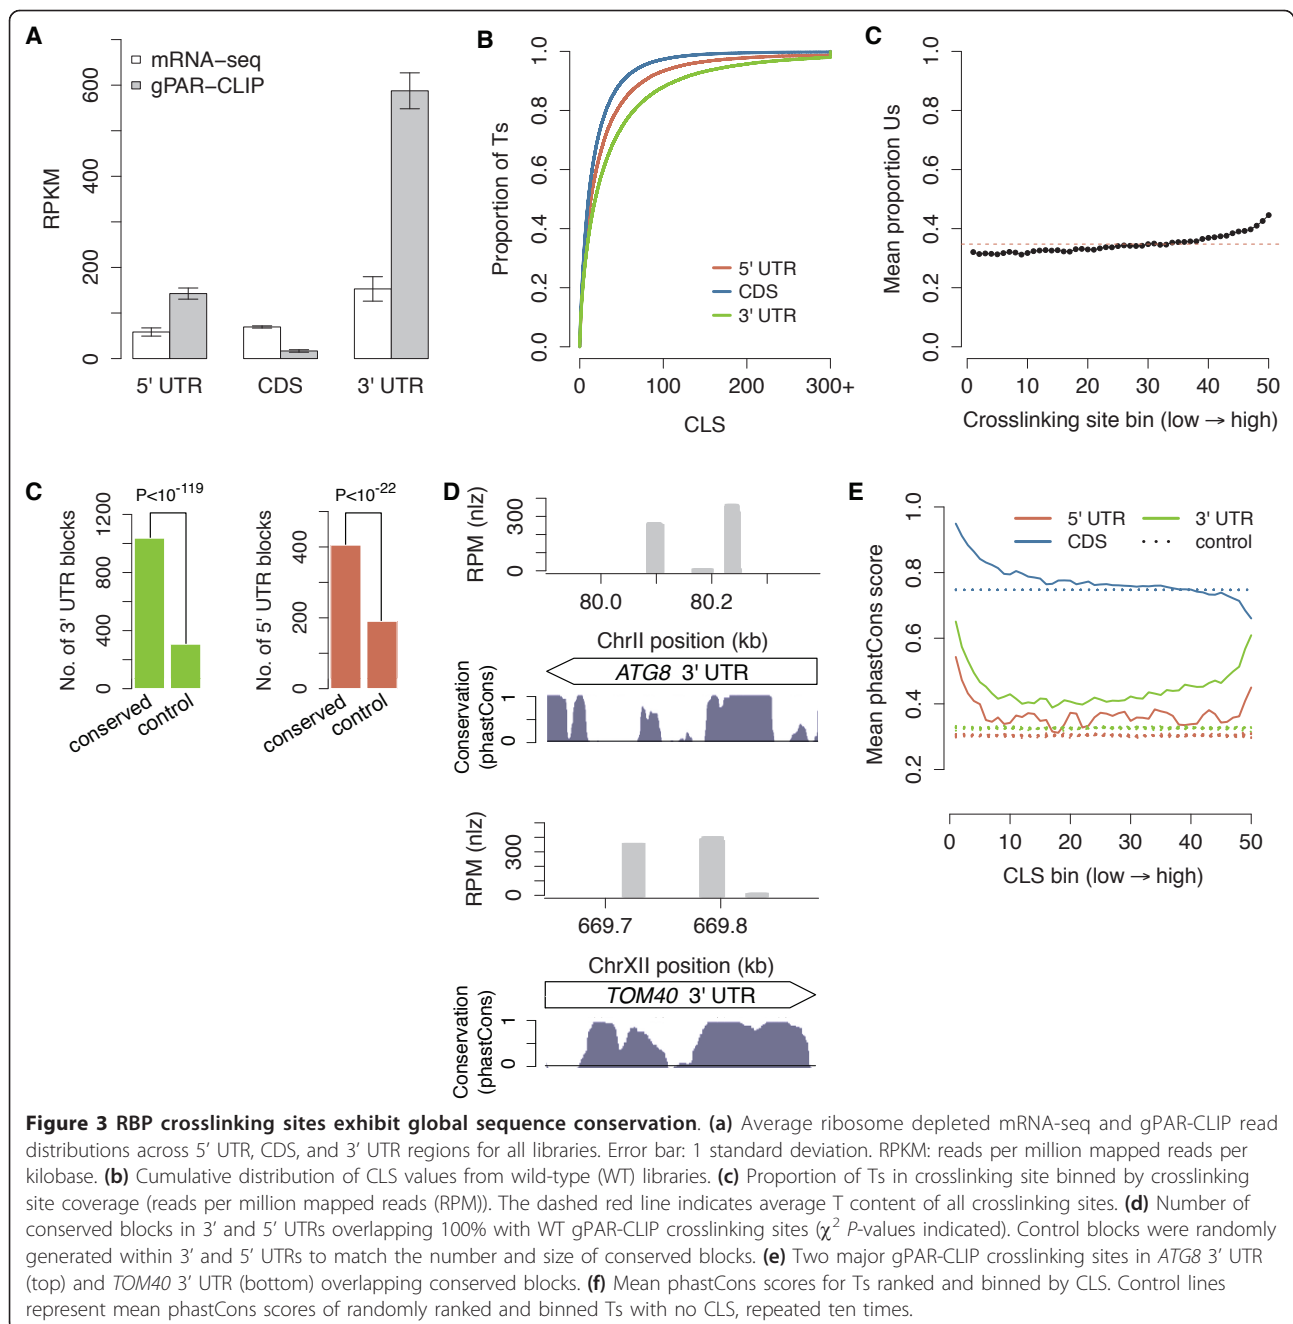 A
mRNA-seq
gPAR-CLIP
RPKM
0
200
400
600
5' UTR
CDS
3' UTR
B
Proportion of Ts
0.0
0.2
0.4
0.6
0.8
1.0
5' UTR
CDS
3' UTR
0
100
200
300+
CLS
C
Mean proportion Us
0.0
0.2
0.4
0.6
0.8
1.0
0
10
20
30
40
50
Crosslinking site bin (low → high)
C
P<10^-119
No. of 3' UTR blocks
0
400
800
1200
conserved
control
P<10^-22
No. of 5' UTR blocks
0
200
400
conserved
control
D
RPM (nlz)
0
300
80.0
80.2
ChrII position (kb)
ATG8 3' UTR
Conservation
(phastCons)
0
1
RPM (nlz)
0
300
669.7
669.8
ChrXII position (kb)
TOM40 3' UTR
Conservation
(phastCons)
0
1
E
5' UTR
CDS
3' UTR
control
Mean phastCons score
0.2
0.4
0.6
0.8
1.0
0
10
20
30
40
50
CLS bin (low → high)
Figure 3 RBP crosslinking sites exhibit global sequence conservation. (a) Average ribosome depleted mRNA-seq and gPAR-CLIP read
distributions across 5' UTR, CDS, and 3' UTR regions for all libraries. Error bar: 1 standard deviation. RPKM: reads per million mapped reads per
kilobase. (b) Cumulative distribution of CLS values from wild-type (WT) libraries. (c) Proportion of Ts in crosslinking site binned by crosslinking
site coverage (reads per million mapped reads (RPM)). The dashed red line indicates average T content of all crosslinking sites. (d) Number of
conserved blocks in 3' and 5' UTRs overlapping 100% with WT gPAR-CLIP crosslinking sites (χ² P-values indicated). Control blocks were randomly
generated within 3' and 5' UTRs to match the number and size of conserved blocks. (e) Two major gPAR-CLIP crosslinking sites in ATG8 3' UTR
(top) and TOM40 3' UTR (bottom) overlapping conserved blocks. (f) Mean phastCons scores for Ts ranked and binned by CLS. Control lines
represent mean phastCons scores of randomly ranked and binned Ts with no CLS, repeated ten times.